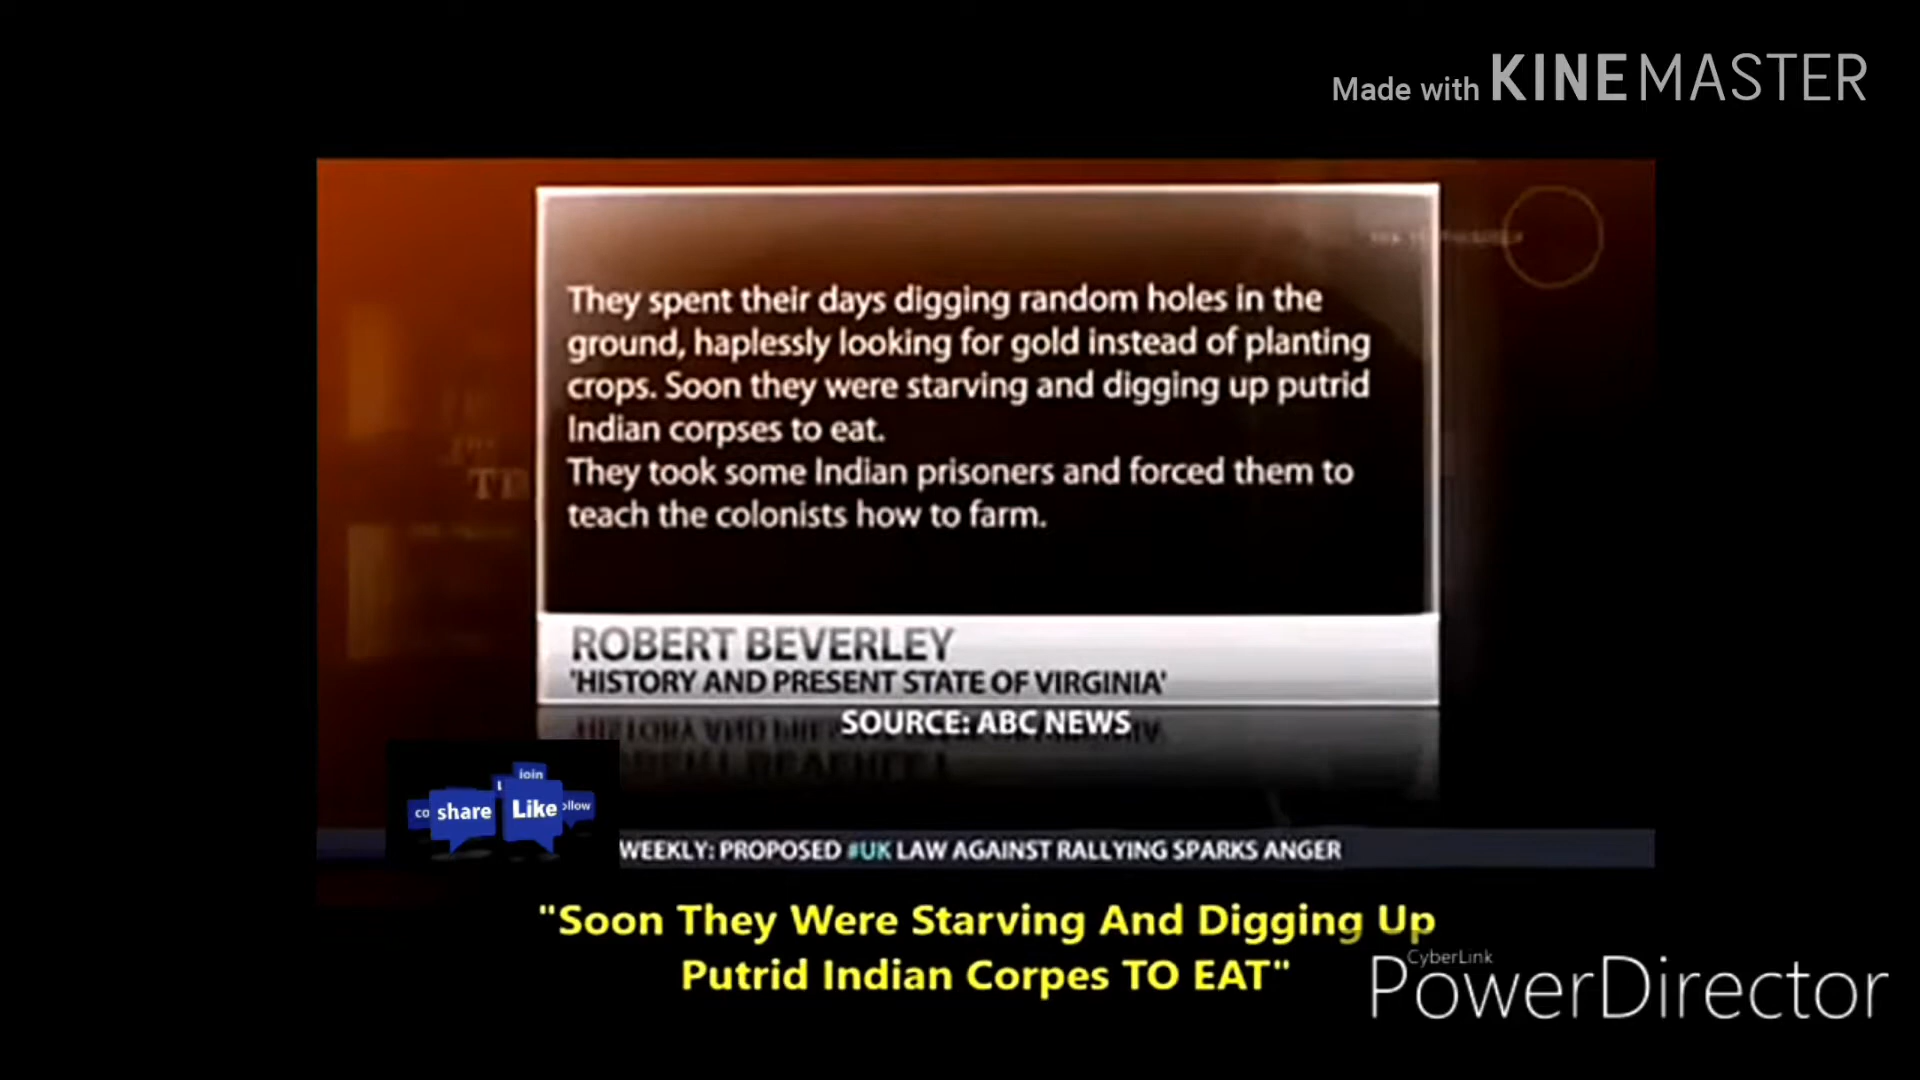 Made with KINEMASTER
They spent their days digging random holes in the
ground, haplessly looking for gold instead of planting
crops. Soon they were starving and digging up putrid
Indian corpses to eat.
They took some Indian prisoners and forced them to
teach the colonists how to farm.
ROBERT BEVERLEY
'HISTORY AND PRESENT STATE OF VIRGINIA'
SOURCE: ABC NEWS
join
co share Like ollow
WEEKLY: PROPOSED #UK LAW AGAINST RALLYING SPARKS ANGER
"Soon They Were Starving And Digging Up
Putrid Indian Corpes TO EAT"
CyberLink
PowerDirector